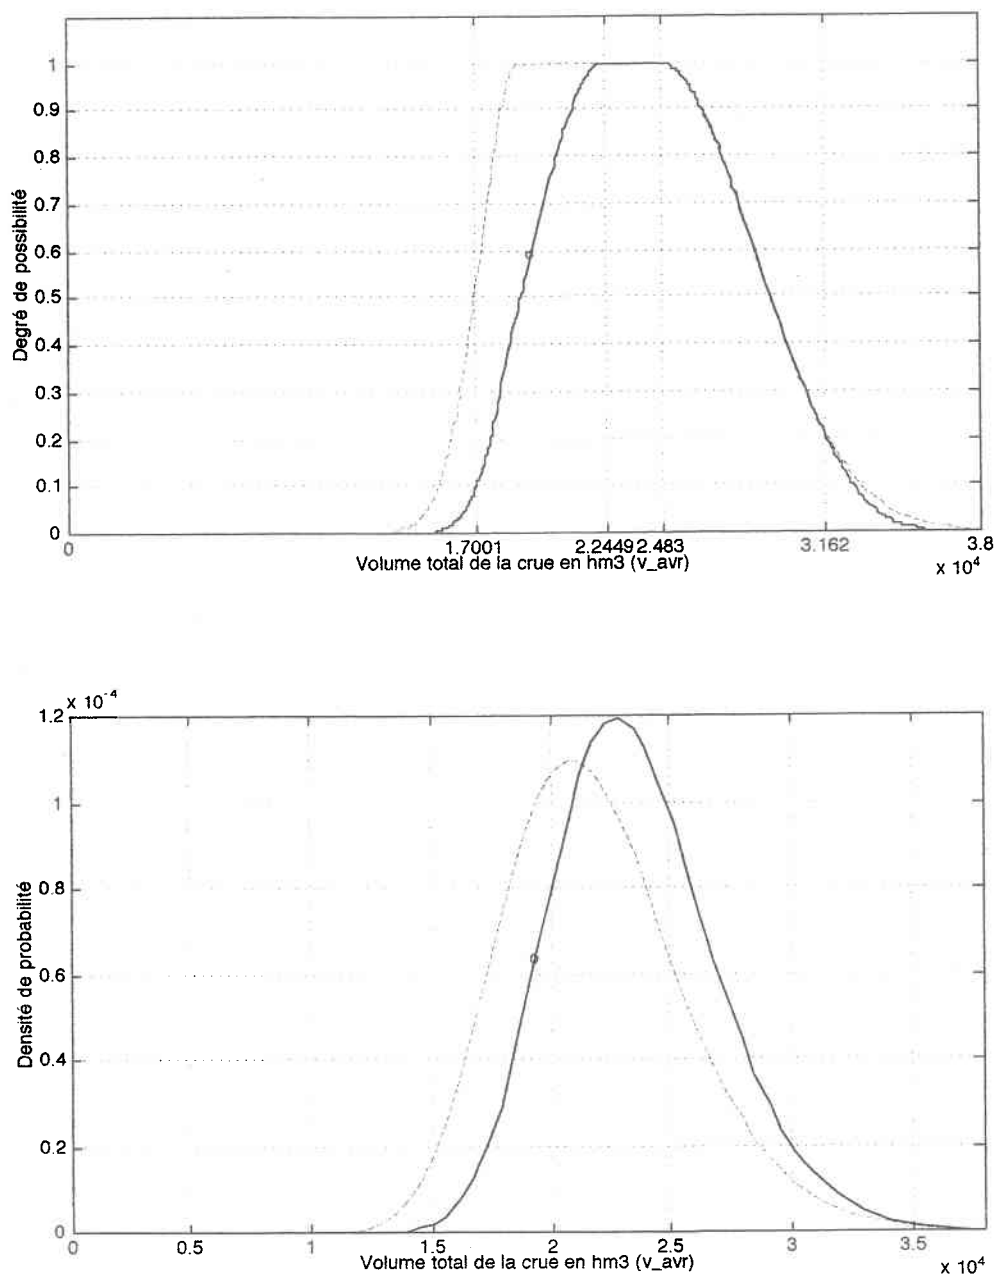 1
0.9
0.8
0.7
0.6
0.5
0.4
0.3
0.2
0.1
0
Degré de possibilité
0 1.7001 2.2449 2.483 3.162 3.8
Volume total de la crue en hm3 (v_avr)
x 10⁴
x 10⁻⁴
1.2
1
0.8
0.6
0.4
0.2
0
Densité de probabilité
0 0.5 1 1.5 2 2.5 3 3.5
Volume total de la crue en hm3 (v_avr)
x 10⁴